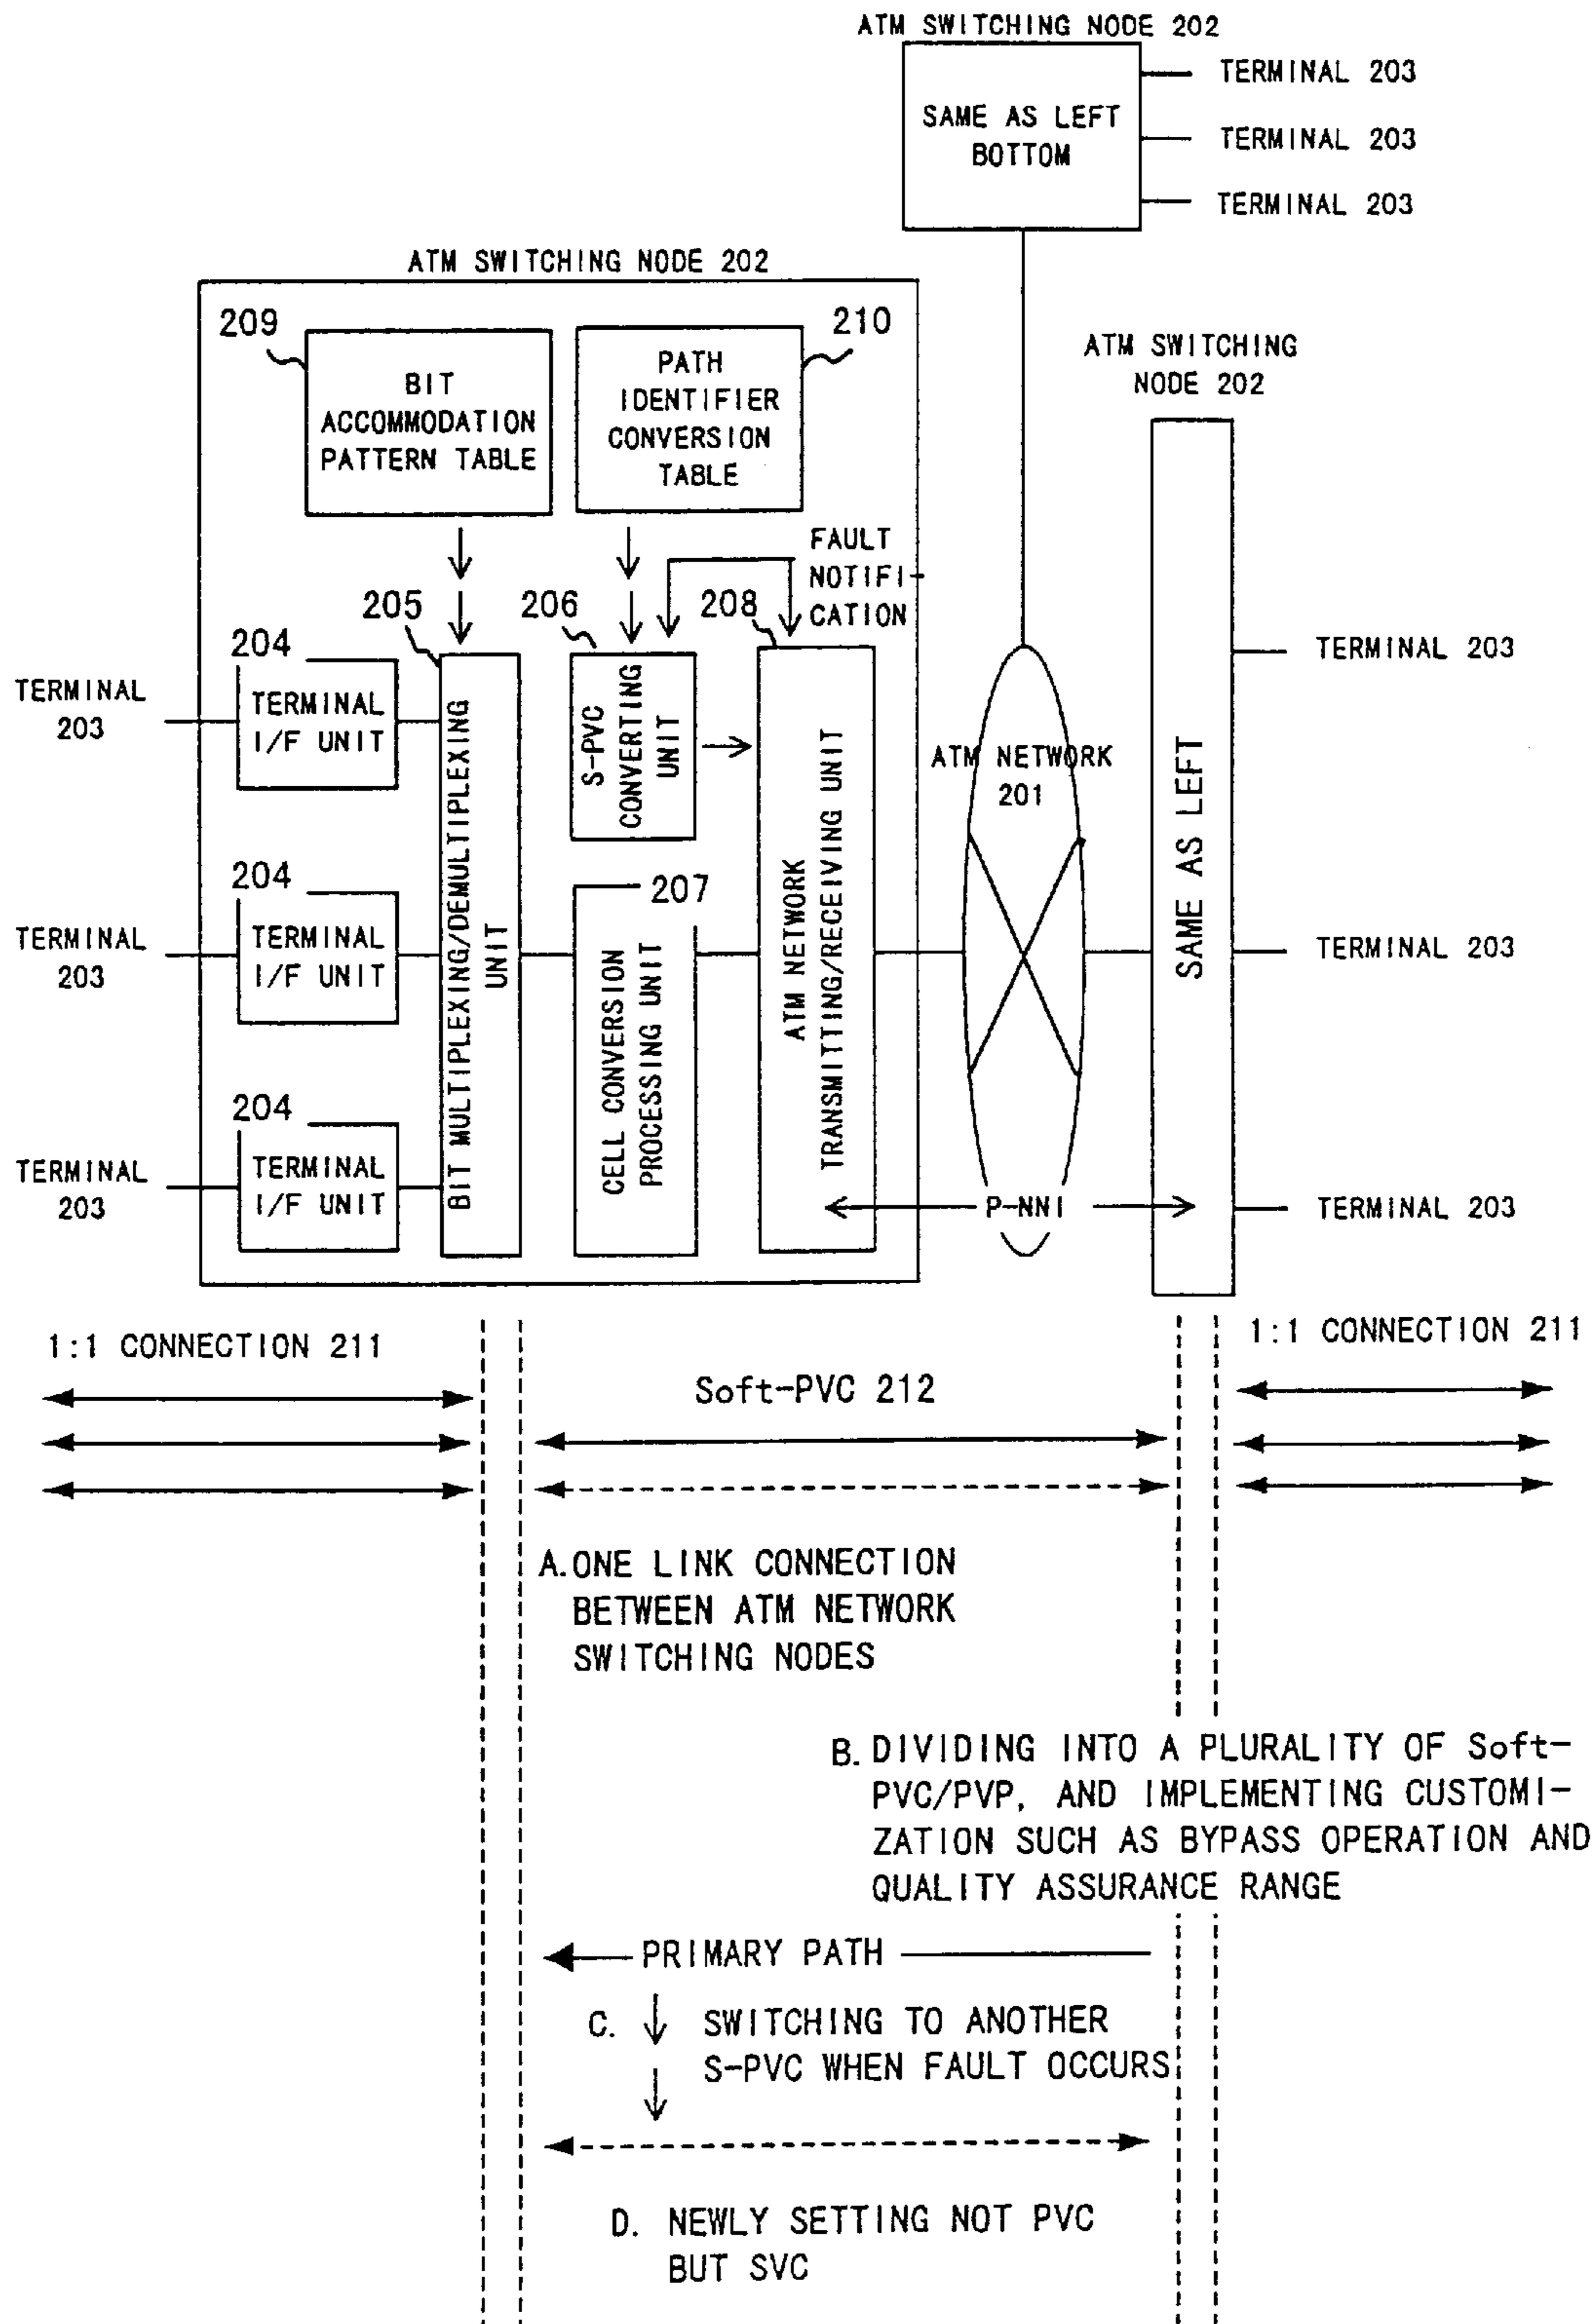 ATM SWITCHING NODE 202
TERMINAL 203
SAME AS LEFT
BOTTOM
TERMINAL 203
TERMINAL 203
ATM SWITCHING NODE 202
209
BIT
ACCOMMODATION
PATTERN TABLE
210
PATH
IDENTIFIER
CONVERSION
TABLE
ATM SWITCHING
NODE 202
FAULT
NOTIFI-
CATION
205
206
208
204
TERMINAL
203
TERMINAL
I/F UNIT
204
TERMINAL
203
TERMINAL
I/F UNIT
204
TERMINAL
203
TERMINAL
I/F UNIT
BIT MULTIPLEXING/DEMULTIPLEXING
UNIT
S-PVC
CONVERTING
UNIT
207
CELL CONVERSION
PROCESSING UNIT
ATM NETWORK
TRANSMITTING/RECEIVING UNIT
ATM NETWORK
201
P-NNI
SAME AS LEFT
TERMINAL 203
TERMINAL 203
TERMINAL 203
1:1 CONNECTION 211
Soft-PVC 212
1:1 CONNECTION 211
A. ONE LINK CONNECTION
BETWEEN ATM NETWORK
SWITCHING NODES
B. DIVIDING INTO A PLURALITY OF Soft-
PVC/PVP, AND IMPLEMENTING CUSTOMI-
ZATION SUCH AS BYPASS OPERATION AND
QUALITY ASSURANCE RANGE
PRIMARY PATH
C. SWITCHING TO ANOTHER
S-PVC WHEN FAULT OCCURS
D. NEWLY SETTING NOT PVC
BUT SVC